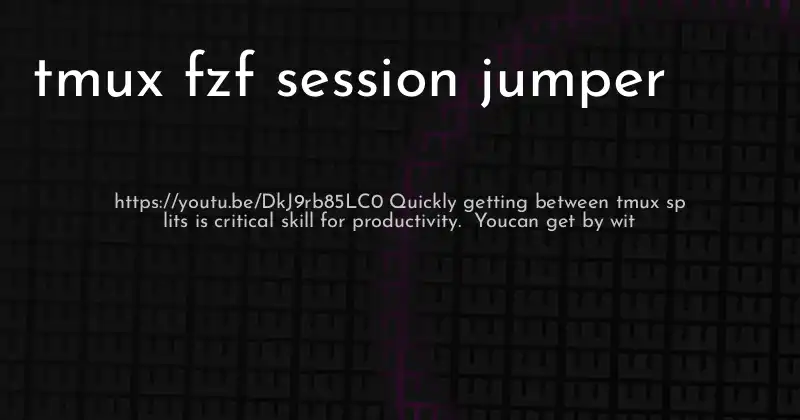 tmux fzf session jumper
https://youtu.be/DkJ9rb85LC0 Quickly getting between tmux sp
lits is critical skill for productivity.  Youcan get by wit